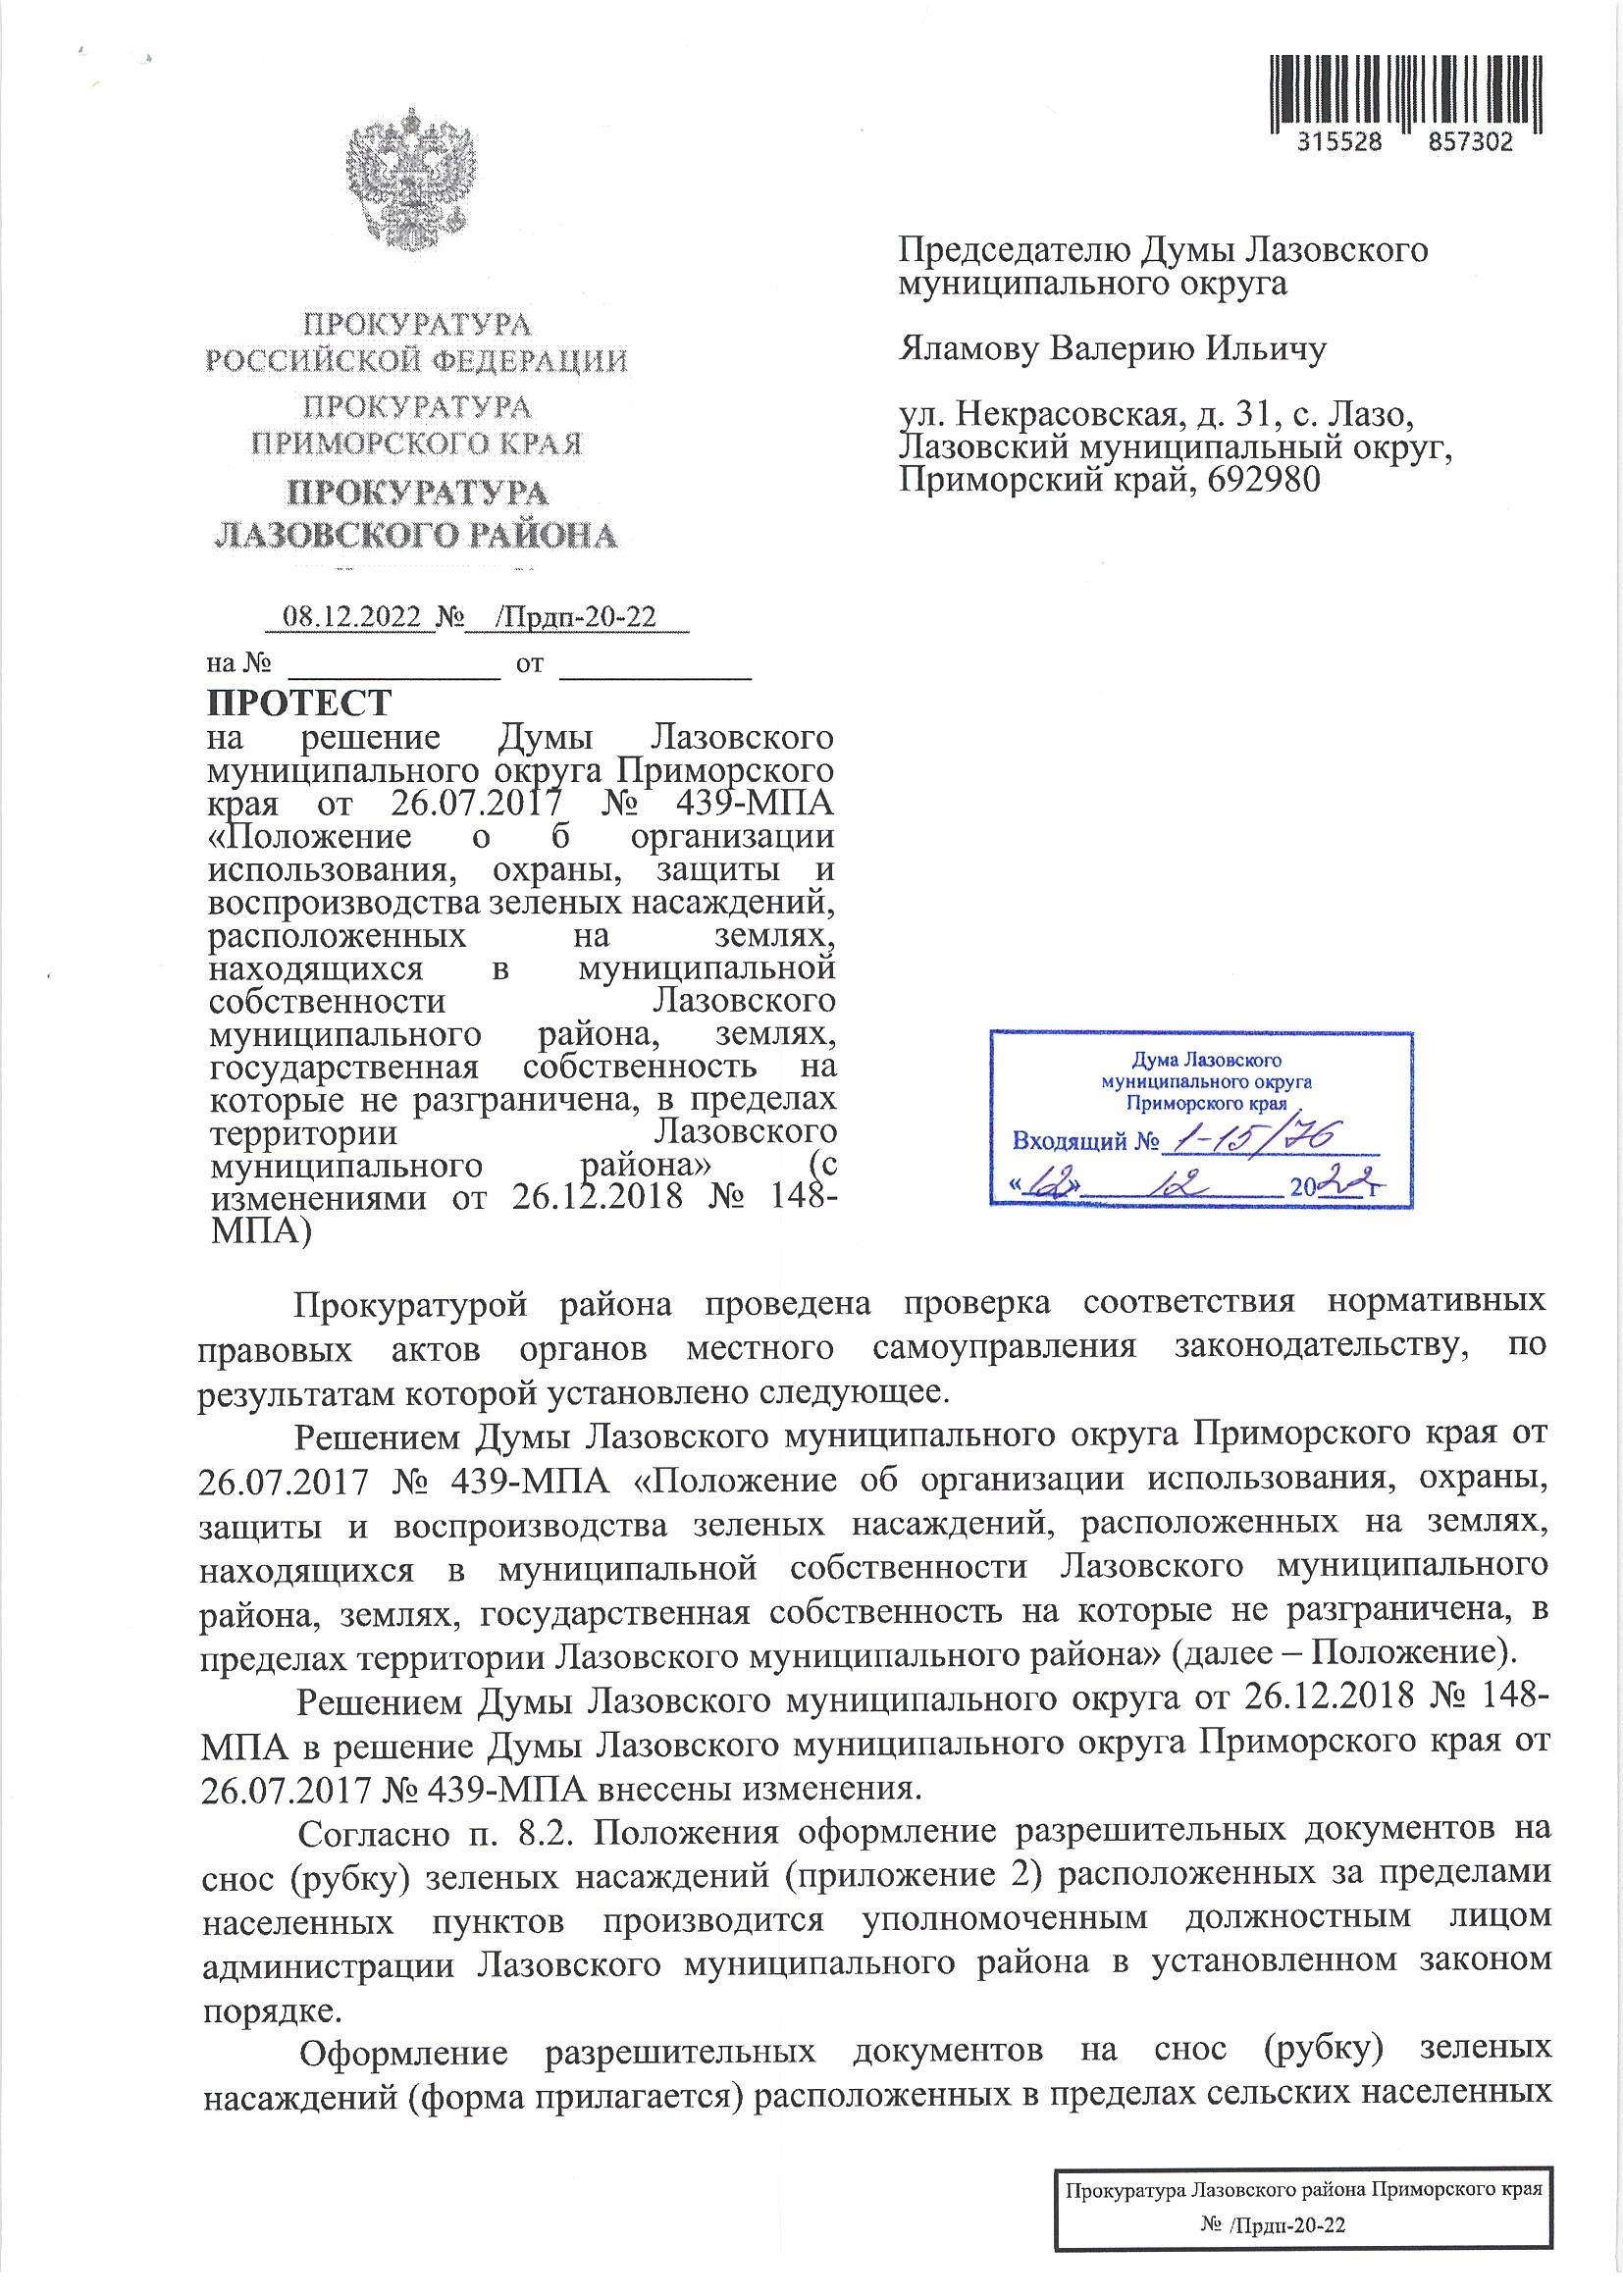 315528 857302
ПРОКУРАТУРА
РОССИЙСКОЙ ФЕДЕРАЦИИ
ПРОКУРАТУРА
ПРИМОРСКОГО КРАЯ
ПРОКУРАТУРА
ЛАЗОВСКОГО РАЙОНА
08.12.2022 № /Прдп-20-22
на № ____________ от ____________
Председателю Думы Лазовского
муниципального округа
Яламову Валерию Ильичу
ул. Некрасовская, д. 31, с. Лазо,
Лазовский муниципальный округ,
Приморский край, 692980
ПРОТЕСТ
на решение Думы Лазовского
муниципального округа Приморского
края от 26.07.2017 № 439-МПА
«Положение о б организации
использования, охраны, защиты и
воспроизводства зеленых насаждений,
расположенных на землях,
находящихся в муниципальной
собственности Лазовского
муниципального района, землях,
государственная собственность на
которые не разграничена, в пределах
территории Лазовского
муниципального района» (с
изменениями от 26.12.2018 № 148-
МПА)
Дума Лазовского
муниципального округа
Приморского края
Входящий № 1-15/76
«12» 12 2022 г
Прокуратурой района проведена проверка соответствия нормативных
правовых актов органов местного самоуправления законодательству, по
результатам которой установлено следующее.
Решением Думы Лазовского муниципального округа Приморского края от
26.07.2017 № 439-МПА «Положение об организации использования, охраны,
защиты и воспроизводства зеленых насаждений, расположенных на землях,
находящихся в муниципальной собственности Лазовского муниципального
района, землях, государственная собственность на которые не разграничена, в
пределах территории Лазовского муниципального района» (далее – Положение).
Решением Думы Лазовского муниципального округа от 26.12.2018 № 148-
МПА в решение Думы Лазовского муниципального округа Приморского края от
26.07.2017 № 439-МПА внесены изменения.
Согласно п. 8.2. Положения оформление разрешительных документов на
снос (рубку) зеленых насаждений (приложение 2) расположенных за пределами
населенных пунктов производится уполномоченным должностным лицом
администрации Лазовского муниципального района в установленном законом
порядке.
Оформление разрешительных документов на снос (рубку) зеленых
насаждений (форма прилагается) расположенных в пределах сельских населенных
Прокуратура Лазовского района Приморского края
№ /Прдп-20-22